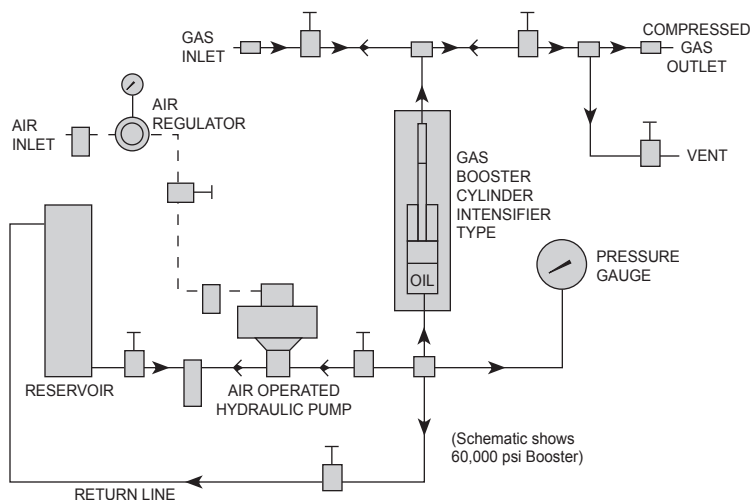 GAS
INLET
COMPRESSED
GAS
OUTLET
AIR
REGULATOR
AIR
INLET
VENT
GAS
BOOSTER
CYLINDER
INTENSIFIER
TYPE
PRESSURE
GAUGE
OIL
RESERVOIR
AIR OPERATED
HYDRAULIC PUMP
(Schematic shows
60,000 psi Booster)
RETURN LINE